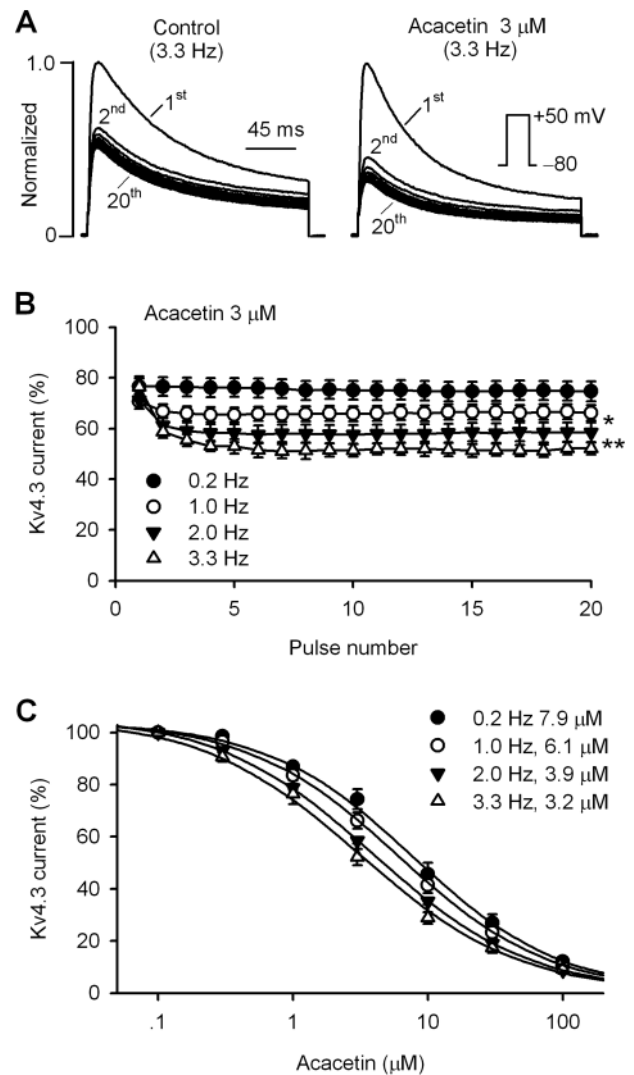 A
Control
(3.3 Hz)
Acacetin 3 μM
(3.3 Hz)
Normalized
1.0
0
1st
2nd
20th
45 ms
1st
2nd
20th
+50 mV
–80
B
Acacetin 3 μM
Kv4.3 current (%)
100
80
60
40
20
0
*
**
0.2 Hz
1.0 Hz
2.0 Hz
3.3 Hz
0 5 10 15 20
Pulse number
C
Kv4.3 current (%)
100
80
60
40
20
0
0.2 Hz 7.9 μM
1.0 Hz, 6.1 μM
2.0 Hz, 3.9 μM
3.3 Hz, 3.2 μM
.1 1 10 100
Acacetin (μM)